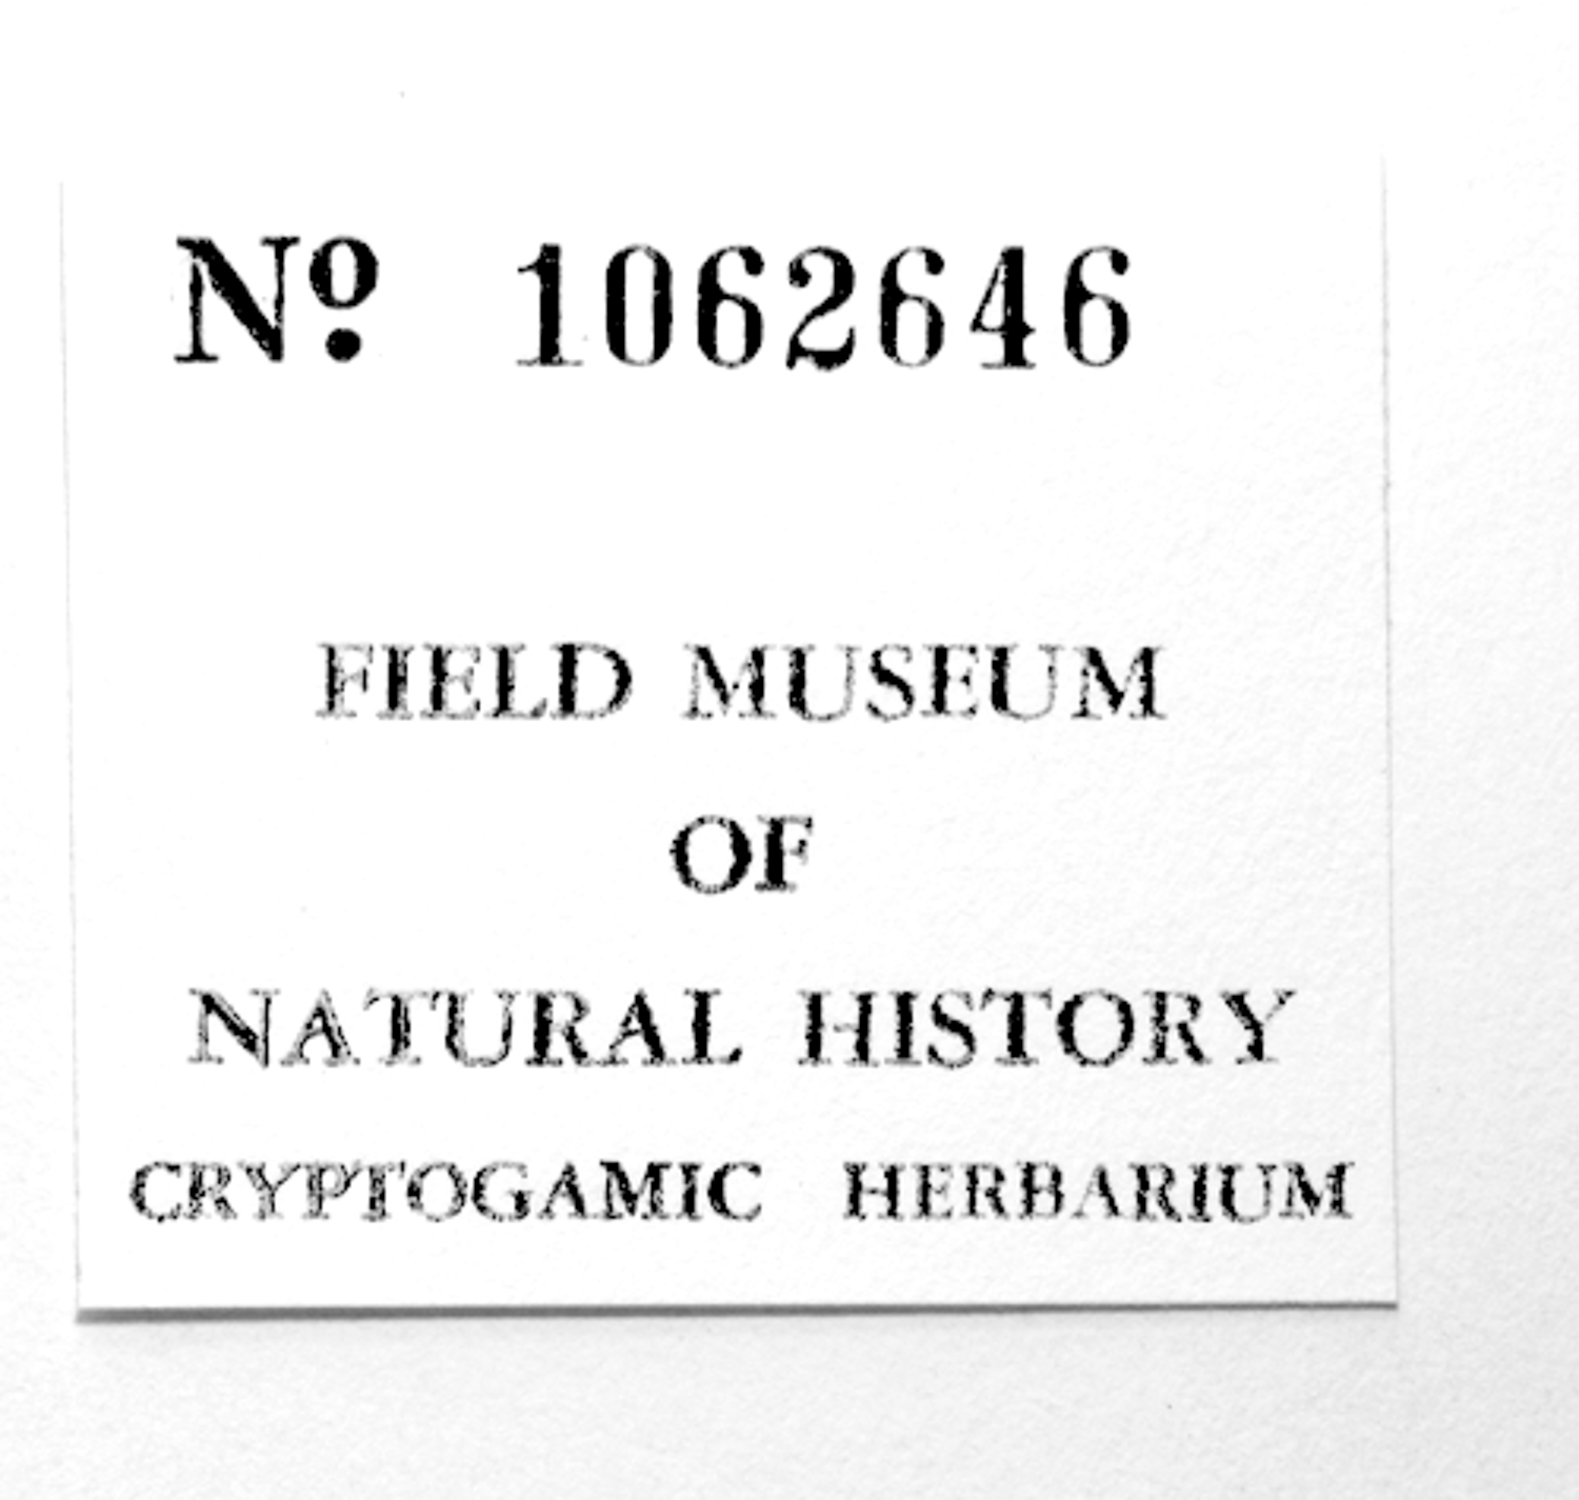 Nº. 1062646
FIELD MUSEUM
OF
NATURAL HISTORY
CRYPTOGAMIC HERBARIUM